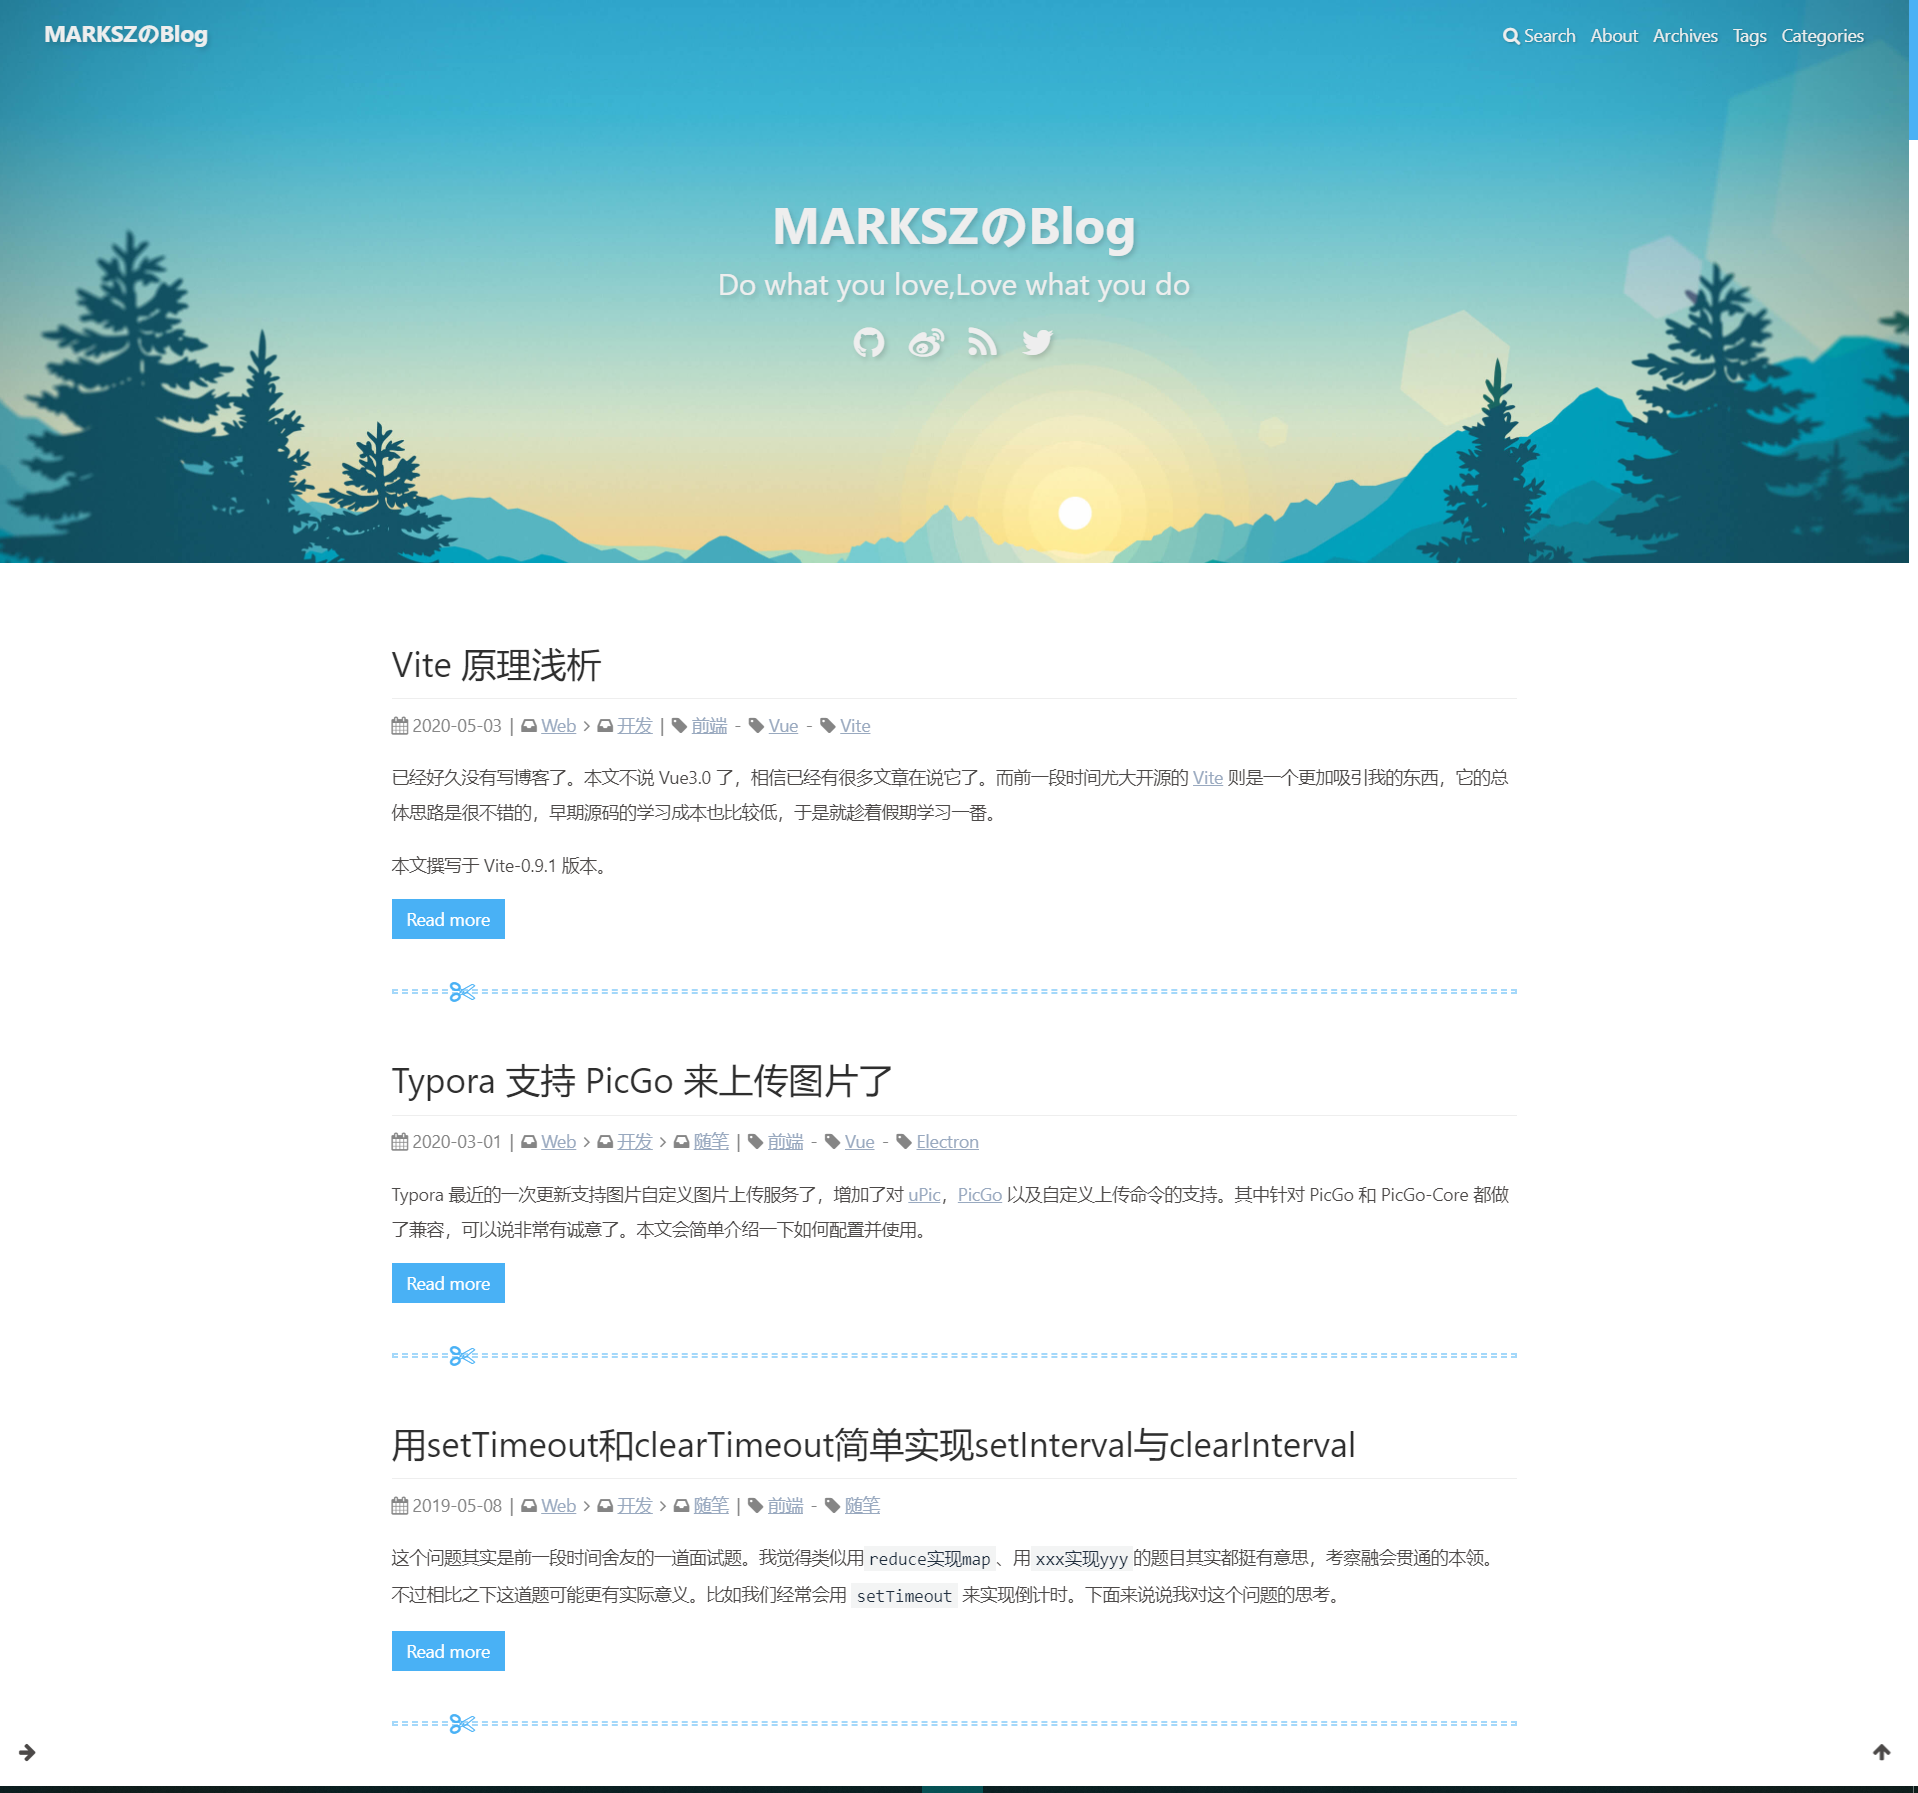 MARKSZのBlog
Search About Archives Tags Categories
MARKSZのBlog
Do what you love,Love what you do
Vite 原理浅析
2020-05-03 | Web > 开发 | 前端 - Vue - Vite
已经好久没有写博客了。本文不说 Vue3.0 了，相信已经有很多文章在说它了。而前一段时间尤大开源的 Vite 则是一个更加吸引我的东西，它的总
体思路是很不错的，早期源码的学习成本也比较低，于是就趁着假期学习一番。
本文撰写于 Vite-0.9.1 版本。
Read more
Typora 支持 PicGo 来上传图片了
2020-03-01 | Web > 开发 > 随笔 | 前端 - Vue - Electron
Typora 最近的一次更新支持图片自定义图片上传服务了，增加了对 uPic，PicGo 以及自定义上传命令的支持。其中针对 PicGo 和 PicGo-Core 都做
了兼容，可以说非常有诚意了。本文会简单介绍一下如何配置并使用。
Read more
用setTimeout和clearTimeout简单实现setInterval与clearInterval
2019-05-08 | Web > 开发 > 随笔 | 前端 - 随笔
这个问题其实是前一段时间舍友的一道面试题。我觉得类似用reduce实现map、用xxx实现yyy的题目其实都挺有意思，考察融会贯通的本领。
不过相比之下这道题可能更有实际意义。比如我们经常会用 setTimeout 来实现倒计时。下面来说说我对这个问题的思考。
Read more